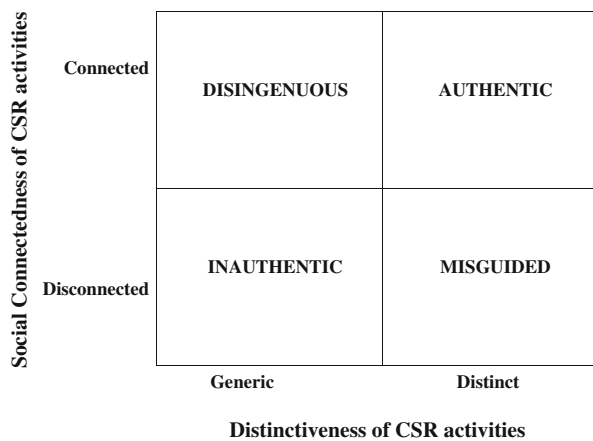 Social Connectedness of CSR activities
Connected
DISINGENUOUS AUTHENTIC
INAUTHENTIC MISGUIDED
Disconnected
Generic Distinct
Distinctiveness of CSR activities